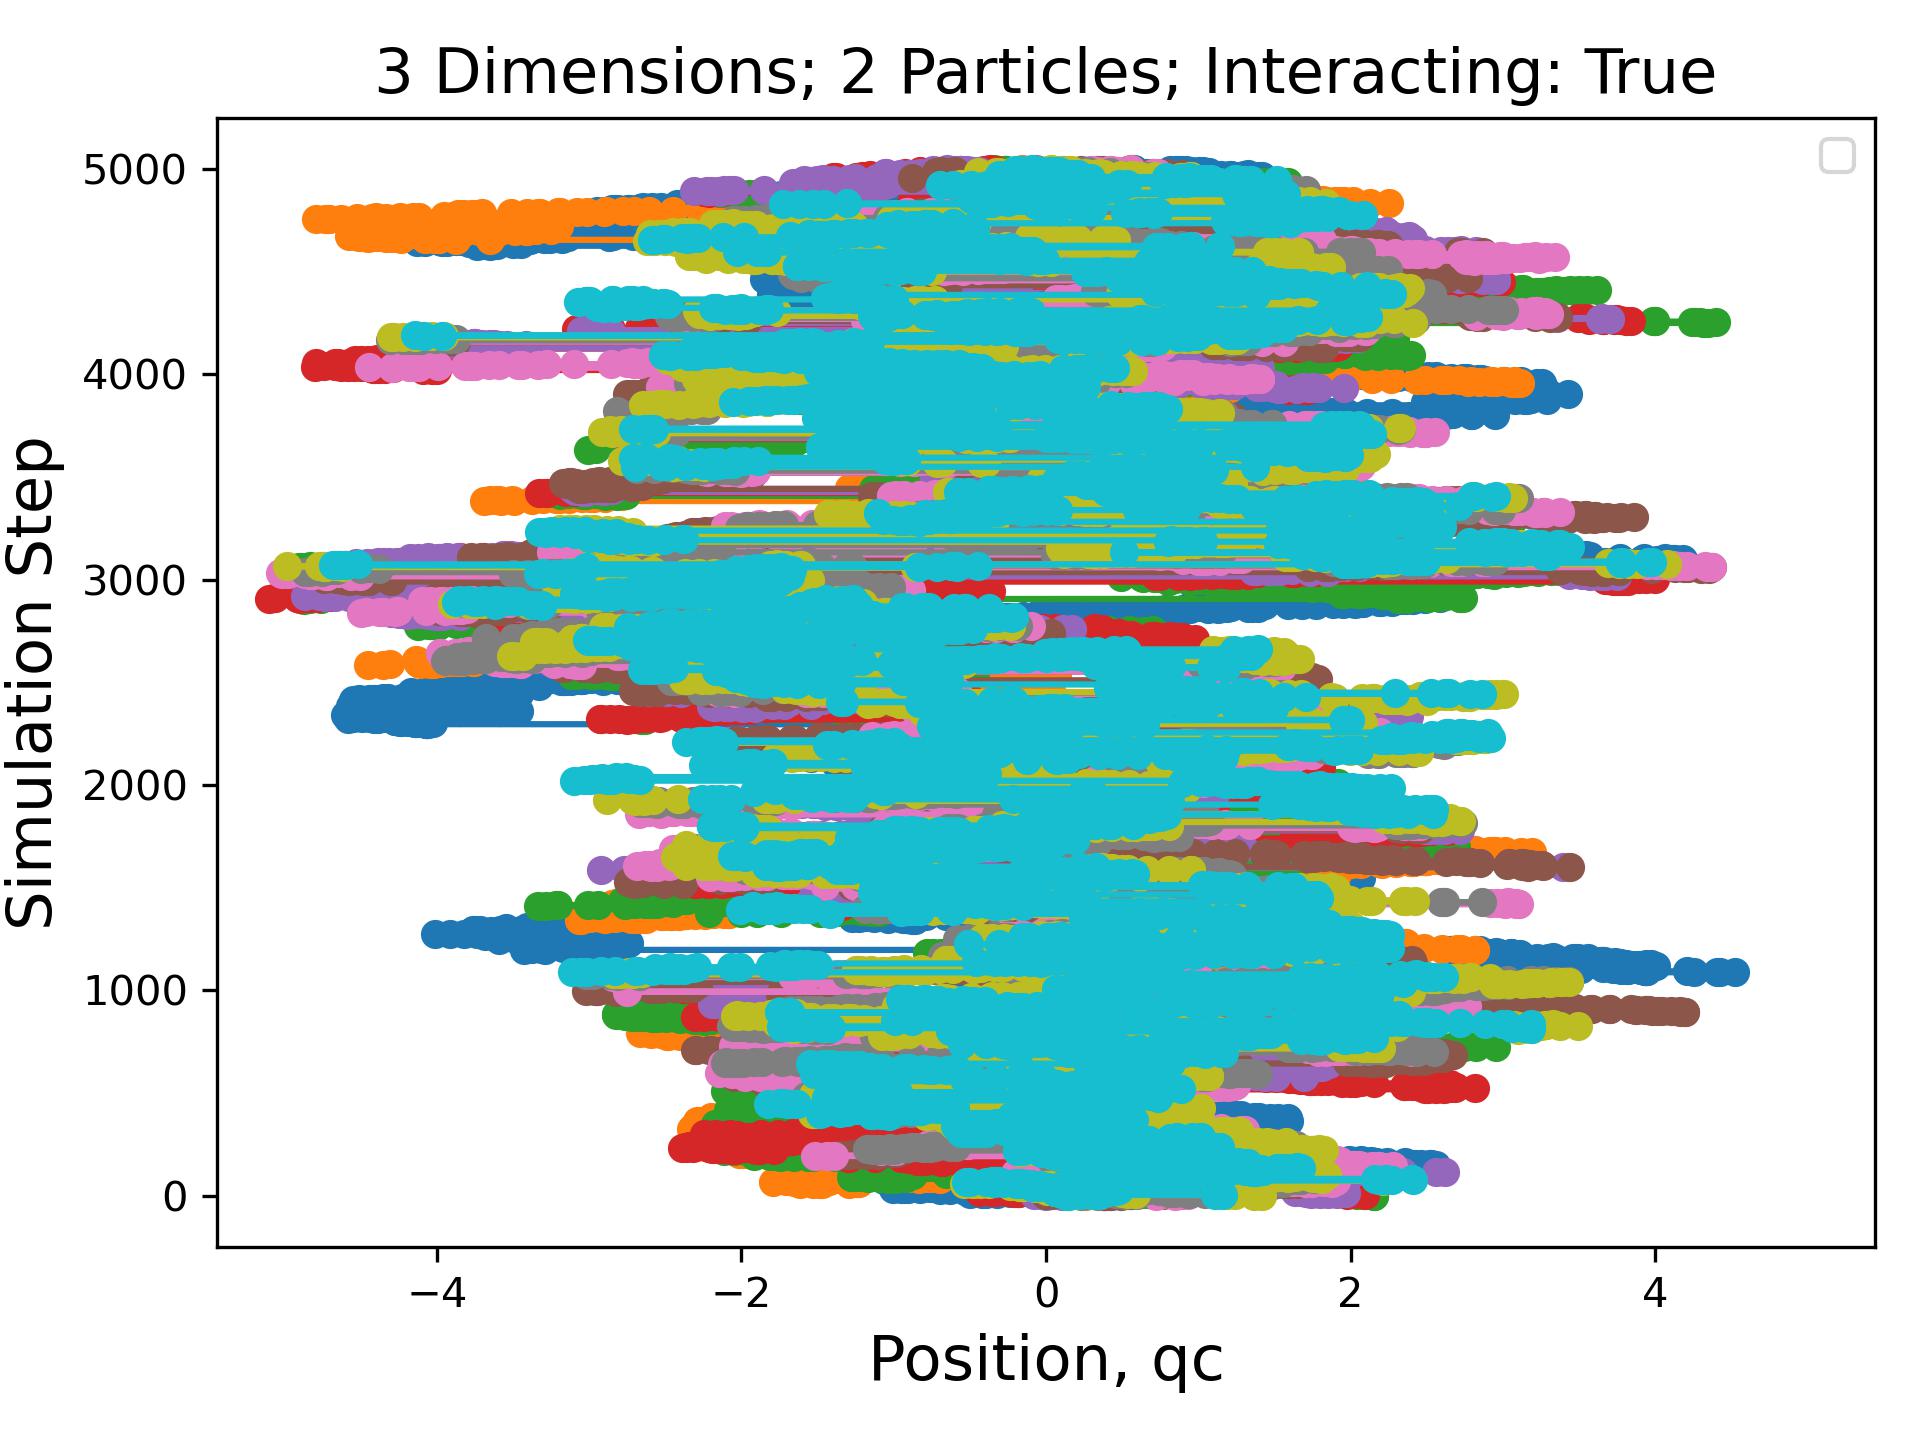 3 Dimensions; 2 Particles; Interacting: True
5000
4000
3000
2000
1000
0
Simulation Step
−4 −2 0 2 4
Position, qc